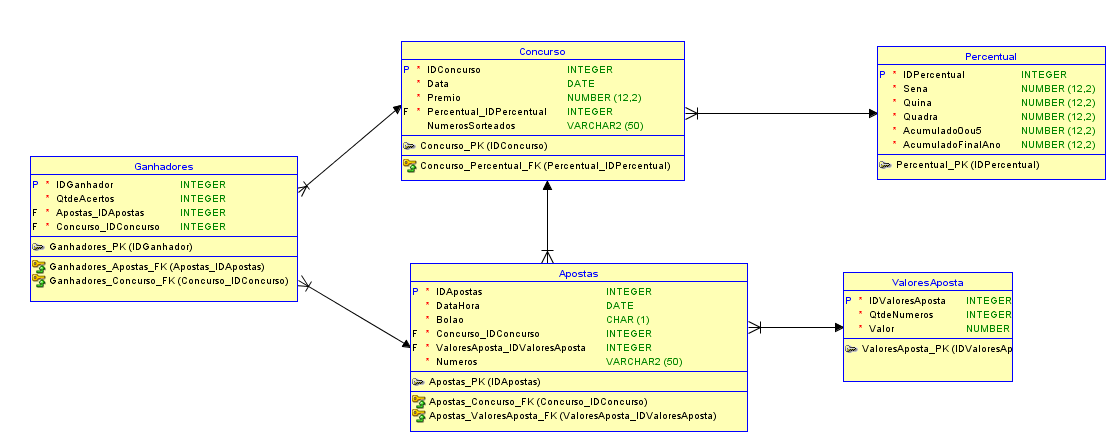 Concurso
P * IDConcurso INTEGER
* Data DATE
* Premio NUMBER (12,2)
F * Percentual_IDPercentual INTEGER
NumerosSorteados VARCHAR2 (50)
Concurso_PK (IDConcurso)
Concurso_Percentual_FK (Percentual_IDPercentual)
Percentual
P * IDPercentual INTEGER
* Sena NUMBER (12,2)
* Quina NUMBER (12,2)
* Quadra NUMBER (12,2)
* Acumulado0ou5 NUMBER (12,2)
* AcumuladoFinalAno NUMBER (12,2)
Percentual_PK (IDPercentual)
Ganhadores
P * IDGanhador INTEGER
* QtdeAcertos INTEGER
F * Apostas_IDApostas INTEGER
F * Concurso_IDConcurso INTEGER
Ganhadores_PK (IDGanhador)
Ganhadores_Apostas_FK (Apostas_IDApostas)
Ganhadores_Concurso_FK (Concurso_IDConcurso)
Apostas
P * IDApostas INTEGER
* DataHora DATE
* Bolao CHAR (1)
F * Concurso_IDConcurso INTEGER
F * ValoresAposta_IDValoresAposta INTEGER
* Numeros VARCHAR2 (50)
Apostas_PK (IDApostas)
Apostas_Concurso_FK (Concurso_IDConcurso)
Apostas_ValoresAposta_FK (ValoresAposta_IDValoresAposta)
ValoresAposta
P * IDValoresAposta INTEGER
* QtdeNumeros INTEGER
* Valor NUMBER
ValoresAposta_PK (IDValoresAp